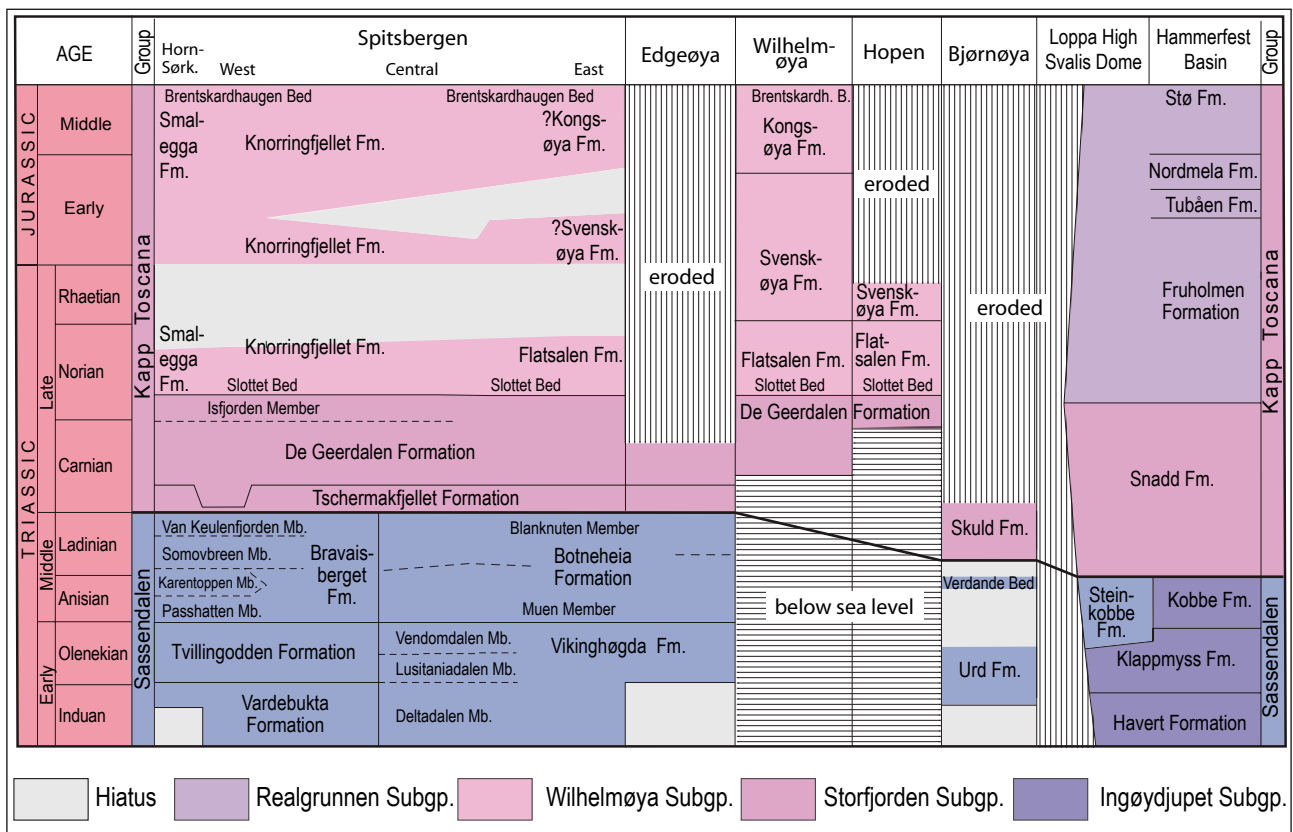 AGE
Group
Horn-
Sørk.
Spitsbergen
West
Central
East
Edgeøya
Wilhelm-
øya
Hopen
Bjørnøya
Loppa High
Svalis Dome
Hammerfest
Basin
Group
JURASSIC
Middle
Early
TRIASSIC
Late
Rhaetian
Norian
Carnian
Middle
Ladinian
Anisian
Early
Olenekian
Induan
Kapp Toscana
Sassendalen
Brentskardhaugen Bed
Brentskardhaugen Bed
Smal-
egga
Fm.
Knorringfjellet Fm.
?Kongs-
øya Fm.
Knorringfjellet Fm.
?Svensk-
øya Fm.
Smal-
egga
Fm.
Knorringfjellet Fm.
Flatsalen Fm.
Slottet Bed
Slottet Bed
Isfjorden Member
De Geerdalen Formation
Tschermakfjellet Formation
Van Keulenfjorden Mb.
Somovbreen Mb.
Karentoppen Mb.
Passhatten Mb.
Bravais-
berget
Fm.
Blanknuten Member
Botneheia
Formation
Muen Member
Tvillingodden Formation
Vendomdalen Mb.
Lusitaniadalen Mb.
Vikinghøgda Fm.
Vardebukta
Formation
Deltadalen Mb.
eroded
Brentskardh. B.
Kongs-
øya Fm.
Svensk-
øya Fm.
Flatsalen Fm.
Slottet Bed
De Geerdalen Formation
eroded
Svensk-
øya Fm.
Flat-
salen Fm.
Slottet Bed
below sea level
eroded
Skuld Fm.
Verdande Bed
Urd Fm.
Stø Fm.
Nordmela Fm.
Tubåen Fm.
Fruholmen
Formation
Snadd Fm.
Stein-
kobbe
Fm.
Kobbe Fm.
Klappmyss Fm.
Havert Formation
Kapp Toscana
Sassendalen
Hiatus
Realgrunnen Subgp.
Wilhelmøya Subgp.
Storfjorden Subgp.
Ingøydjupet Subgp.